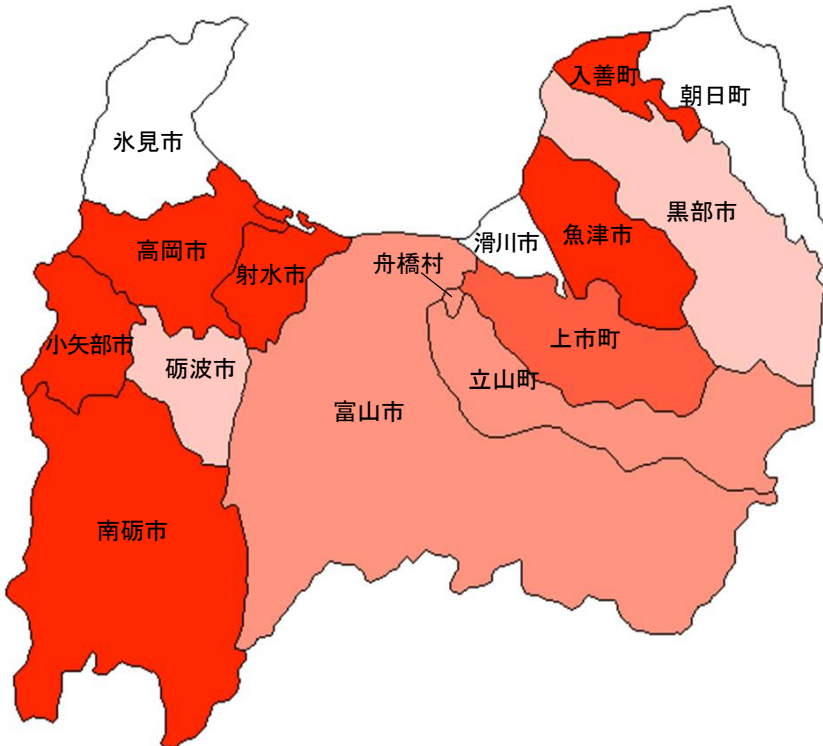 入善町
朝日町
氷見市
黒部市
魚津市
滑川市
高岡市
舟橋村
射水市
上市町
小矢部市
砺波市
立山町
富山市
南砺市